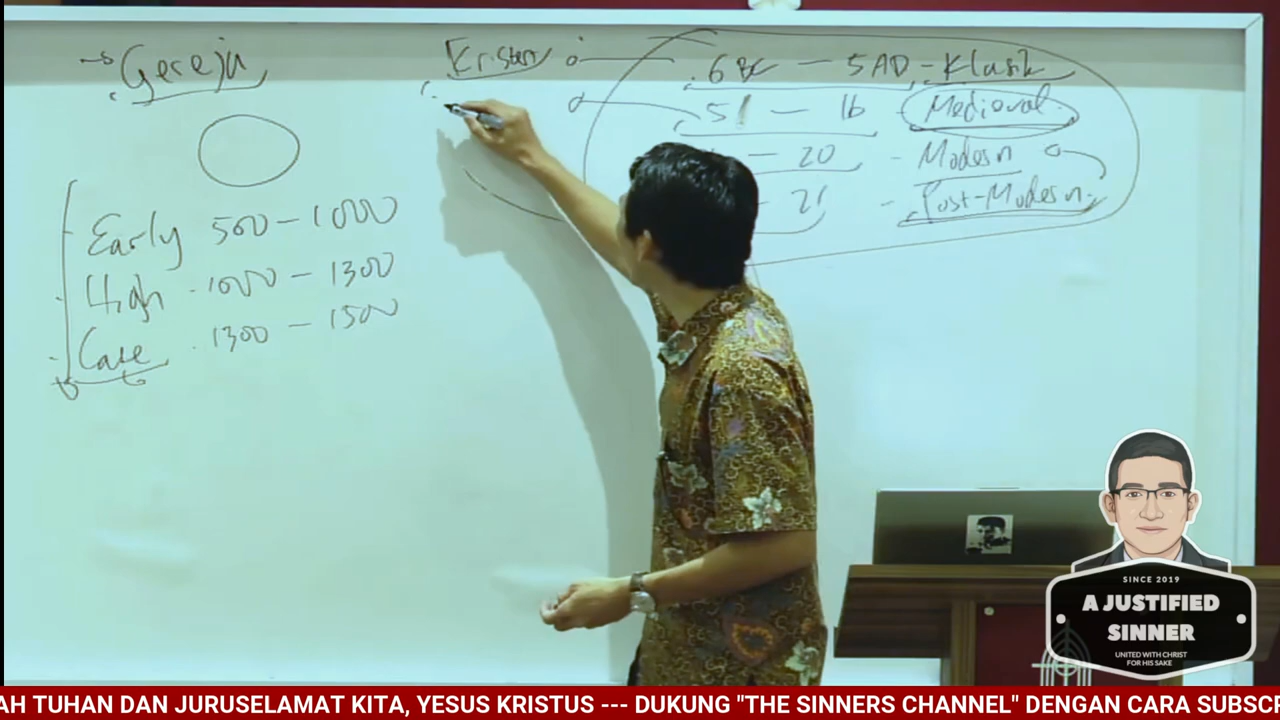 Gereja
Early 500 - 1000
High 1000 - 1300
Late 1300 - 1500
Kristen
6 BC - 5 AD - Klasik
5 - 16 Medieval
- 20 - Modern
- 21 - Post-Modern
SINCE 2019
A JUSTIFIED
SINNER
UNITED WITH CHRIST
FOR HIS SAKE
AH TUHAN DAN JURUSELAMAT KITA, YESUS KRISTUS --- DUKUNG "THE SINNERS CHANNEL" DENGAN CARA SUBSC